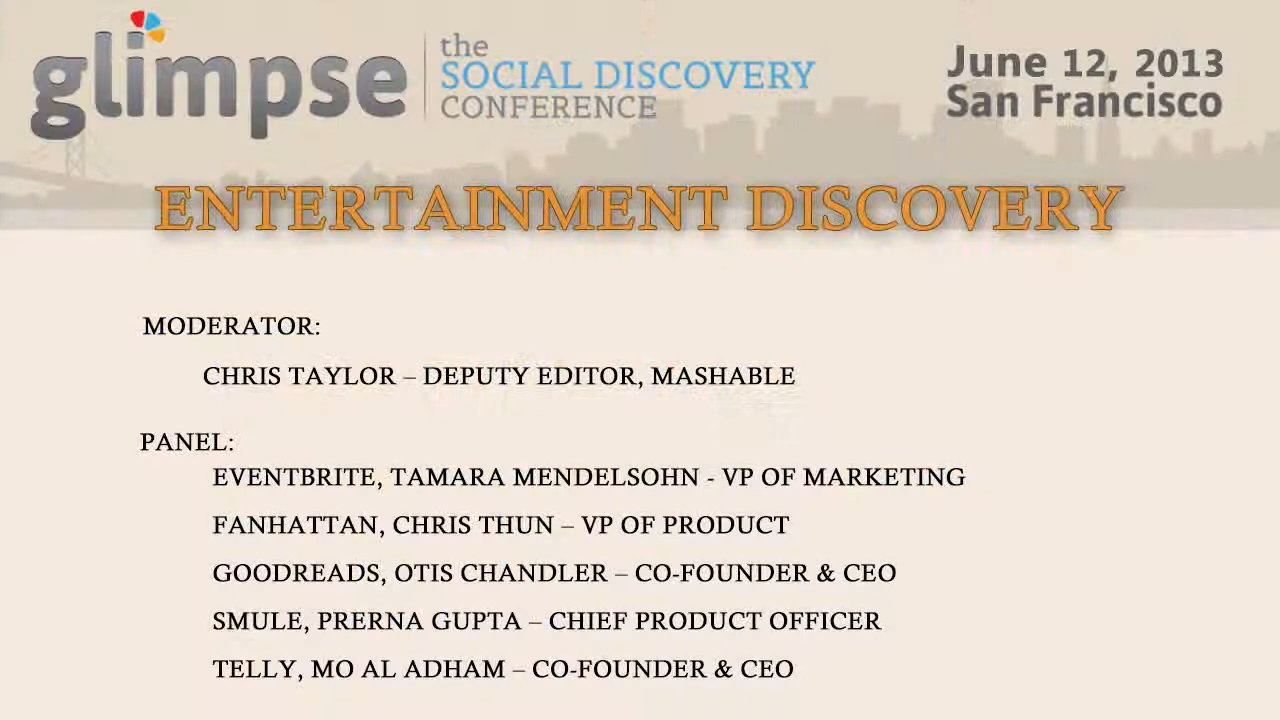 glimpse
the
SOCIAL DISCOVERY
CONFERENCE
June 12, 2013
San Francisco
ENTERTAINMENT DISCOVERY
MODERATOR:
CHRIS TAYLOR – DEPUTY EDITOR, MASHABLE
PANEL:
EVENTBRITE, TAMARA MENDELSOHN - VP OF MARKETING
FANHATTAN, CHRIS THUN – VP OF PRODUCT
GOODREADS, OTIS CHANDLER – CO-FOUNDER & CEO
SMULE, PRERNA GUPTA – CHIEF PRODUCT OFFICER
TELLY, MO AL ADHAM – CO-FOUNDER & CEO